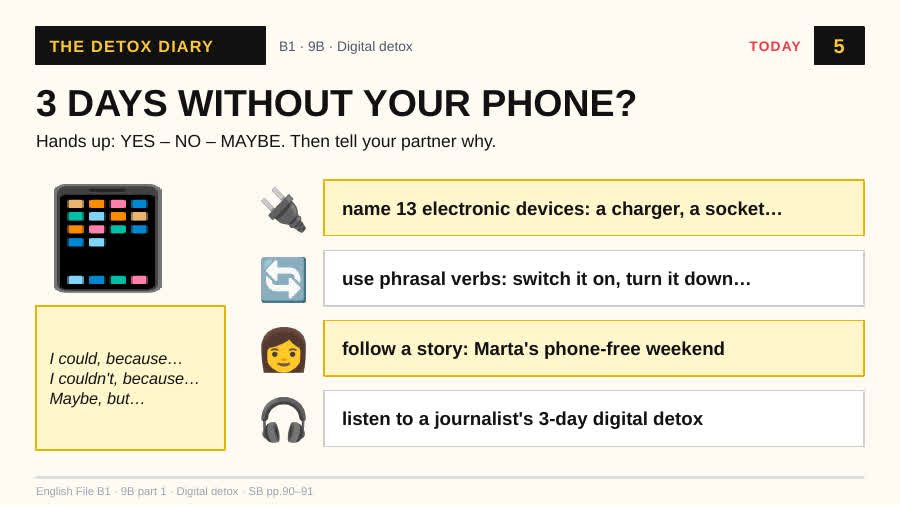 THE DETOX DIARY
B1 · 9B · Digital detox
TODAY
5
3 DAYS WITHOUT YOUR PHONE?
Hands up: YES – NO – MAYBE. Then tell your partner why.
name 13 electronic devices: a charger, a socket…
use phrasal verbs: switch it on, turn it down…
follow a story: Marta's phone-free weekend
listen to a journalist's 3-day digital detox
I could, because…
I couldn't, because…
Maybe, but…
English File B1 · 9B part 1 · Digital detox · SB pp.90–91